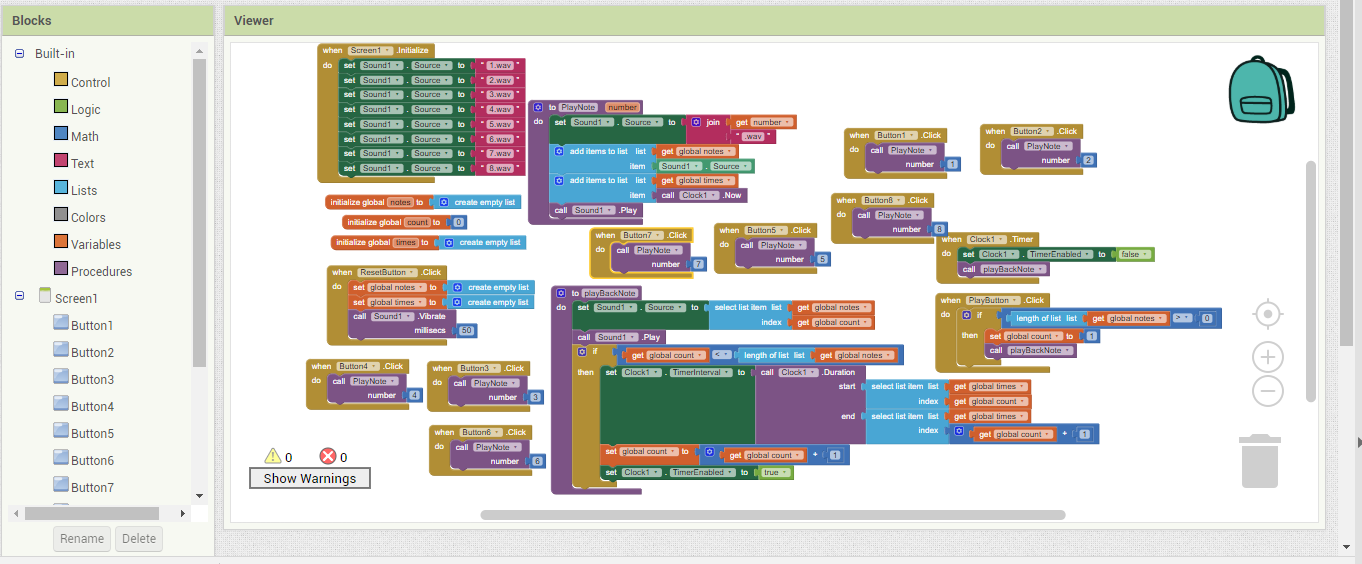 Blocks
Viewer
Built-in
Control
Logic
Math
Text
Lists
Colors
Variables
Procedures
Screen1
Button1
Button2
Button3
Button4
Button5
Button6
Button7
Rename Delete
when Screen1 .Initialize
do set Sound1 . Source to " 1.wav "
set Sound1 . Source to " 2.wav "
set Sound1 . Source to " 3.wav "
set Sound1 . Source to " 4.wav "
set Sound1 . Source to " 5.wav "
set Sound1 . Source to " 6.wav "
set Sound1 . Source to " 7.wav "
set Sound1 . Source to " 8.wav "
initialize global notes to create empty list
initialize global count to 0
initialize global times to create empty list
to PlayNote number
do set Sound1 . Source to join get number
" .wav "
add items to list list get global notes
item Sound1 . Source
add items to list list get global times
item call Clock1 .Now
call Sound1 .Play
when Button1 .Click
do call PlayNote
number 1
when Button2 .Click
do call PlayNote
number 2
when Button8 .Click
do call PlayNote
number 8
when Button7 .Click
do call PlayNote
number 7
when Button5 .Click
do call PlayNote
number 5
when Clock1 .Timer
do set Clock1 . TimerEnabled to false
call playBackNote
when ResetButton .Click
do set global notes to create empty list
set global times to create empty list
call Sound1 .Vibrate
millisecs 50
to playBackNote
do set Sound1 . Source to select list item list get global notes
index get global count
call Sound1 .Play
if get global count < length of list list get global notes
then set Clock1 . TimerInterval to call Clock1 .Duration
start select list item list get global times
index get global count
end select list item list get global times
index get global count + 1
set global count to get global count + 1
set Clock1 . TimerEnabled to true
when PlayButton .Click
do if length of list list get global notes > 0
then set global count to 1
call playBackNote
when Button4 .Click
do call PlayNote
number 4
when Button3 .Click
do call PlayNote
number 3
when Button6 .Click
do call PlayNote
number 6
0 0
Show Warnings